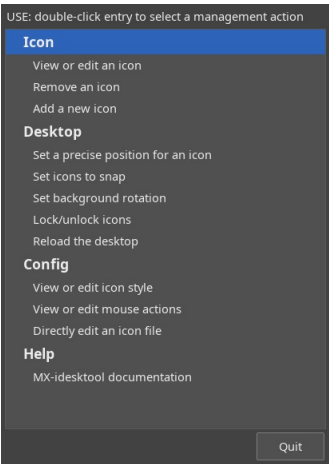 USE: double-click entry to select a management action
Icon
View or edit an icon
Remove an icon
Add a new icon
Desktop
Set a precise position for an icon
Set icons to snap
Set background rotation
Lock/unlock icons
Reload the desktop
Config
View or edit icon style
View or edit mouse actions
Directly edit an icon file
Help
MX-idesktool documentation
Quit